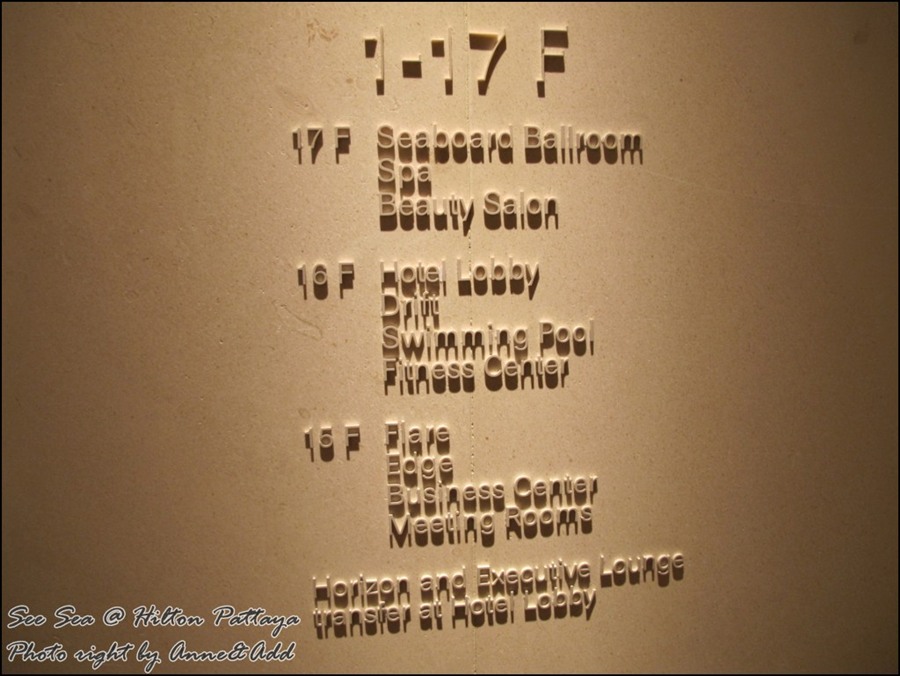 1-17 F
17 F Seaboard Ballroom
Spa
Beauty Salon
16 F Hotel Lobby
Drift
Swimming Pool
Fitness Center
15 F Flare
Edge
Business Center
Meeting Rooms
Horizon and Executive Lounge
transfer at Hotel Lobby
See Sea @ Hilton Pattaya
Photo right by Anne&Add